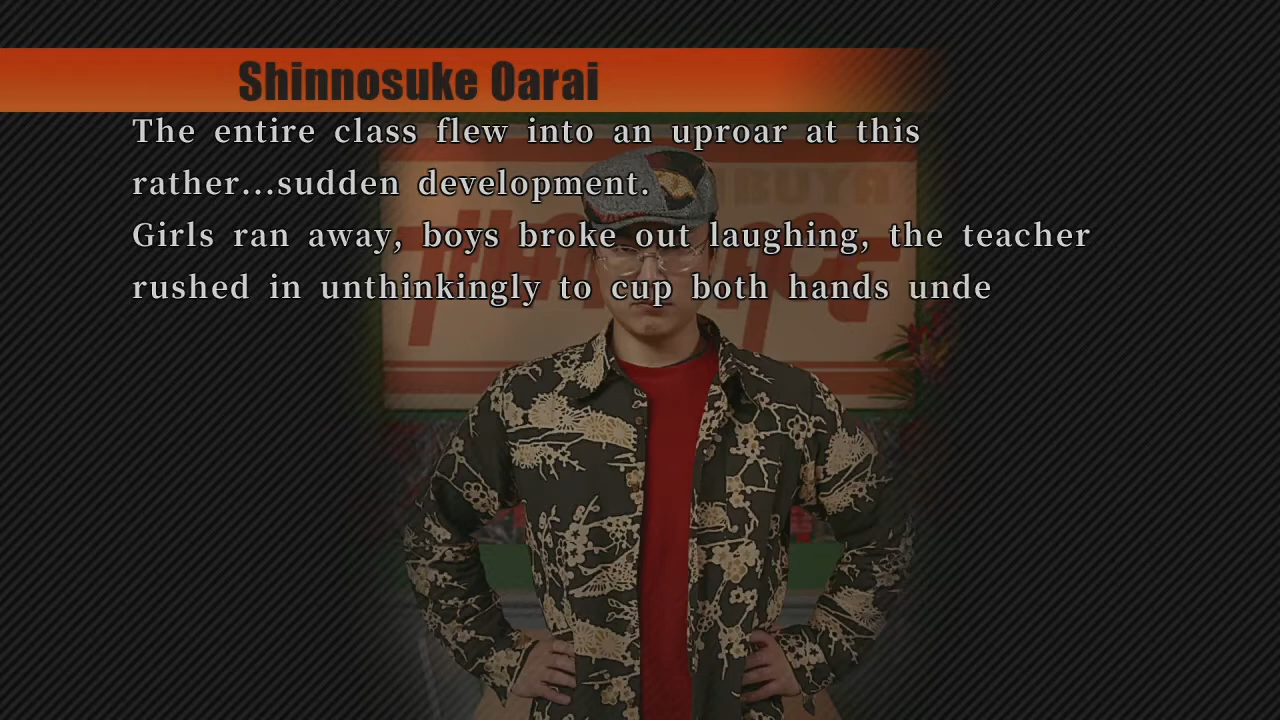 Shinnosuke Oarai
The entire class flew into an uproar at this
rather...sudden development.
Girls ran away, boys broke out laughing, the teacher
rushed in unthinkingly to cup both hands unde
BUYA